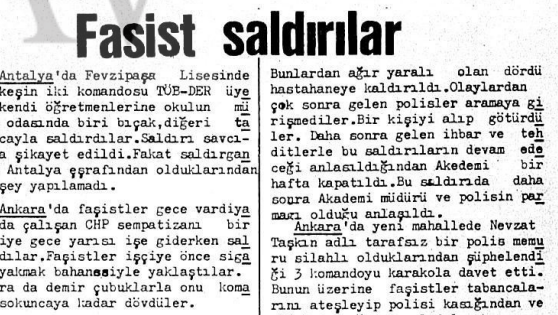 Fasist saldırılar
Antalya'da Fevzipaşa Lisesinde
keşin iki komandosu TÖB-DER üye
kendi öğretmenlerine okulun mü
odasında biri bıçak,diğeri ta
cayla saldırdılar.Saldırı savcı-
a şikayet edildi.Fakat saldırgan
Antalya eşrafından olduklarından
şey yapılamadı.
Ankara'da faşistler gece vardiya
da çalışan CHP sempatizanı bir
iye gece yarısı işe giderken sal
dılar.Faşistler işçiye önce siga
yakmak bahanesiyle yaklaştılar.
ra da demir çubuklarla onu koma
sokuncaya kadar dövdüler.
Bunlardan ağır yaralı olan dördü
hastahaneye kaldırıldı.Olaylardan
çok sonra gelen polisler aramaya gi
rişmediler.Bir kişiyi alıp götürdü
ler. Daha sonra gelen ihbar ve teh
ditlerle bu saldırıların devam ede
ceği anlaşıldığından Akedemi bir
hafta kapatıldı.Bu saldırıda daha
sonra Akademi müdürü ve polisin par
mağı olduğu anlaşıldı.
Ankara'da yeni mahallede Nevzat
Taşkın adlı tarafsız bir polis memu
ru silahlı olduklarından şüphelendi
ği 3 komandoyu karakola davet etti.
Bunun üzerine faşistler tabancala-
rını ateşleyip polisi kasığından ve